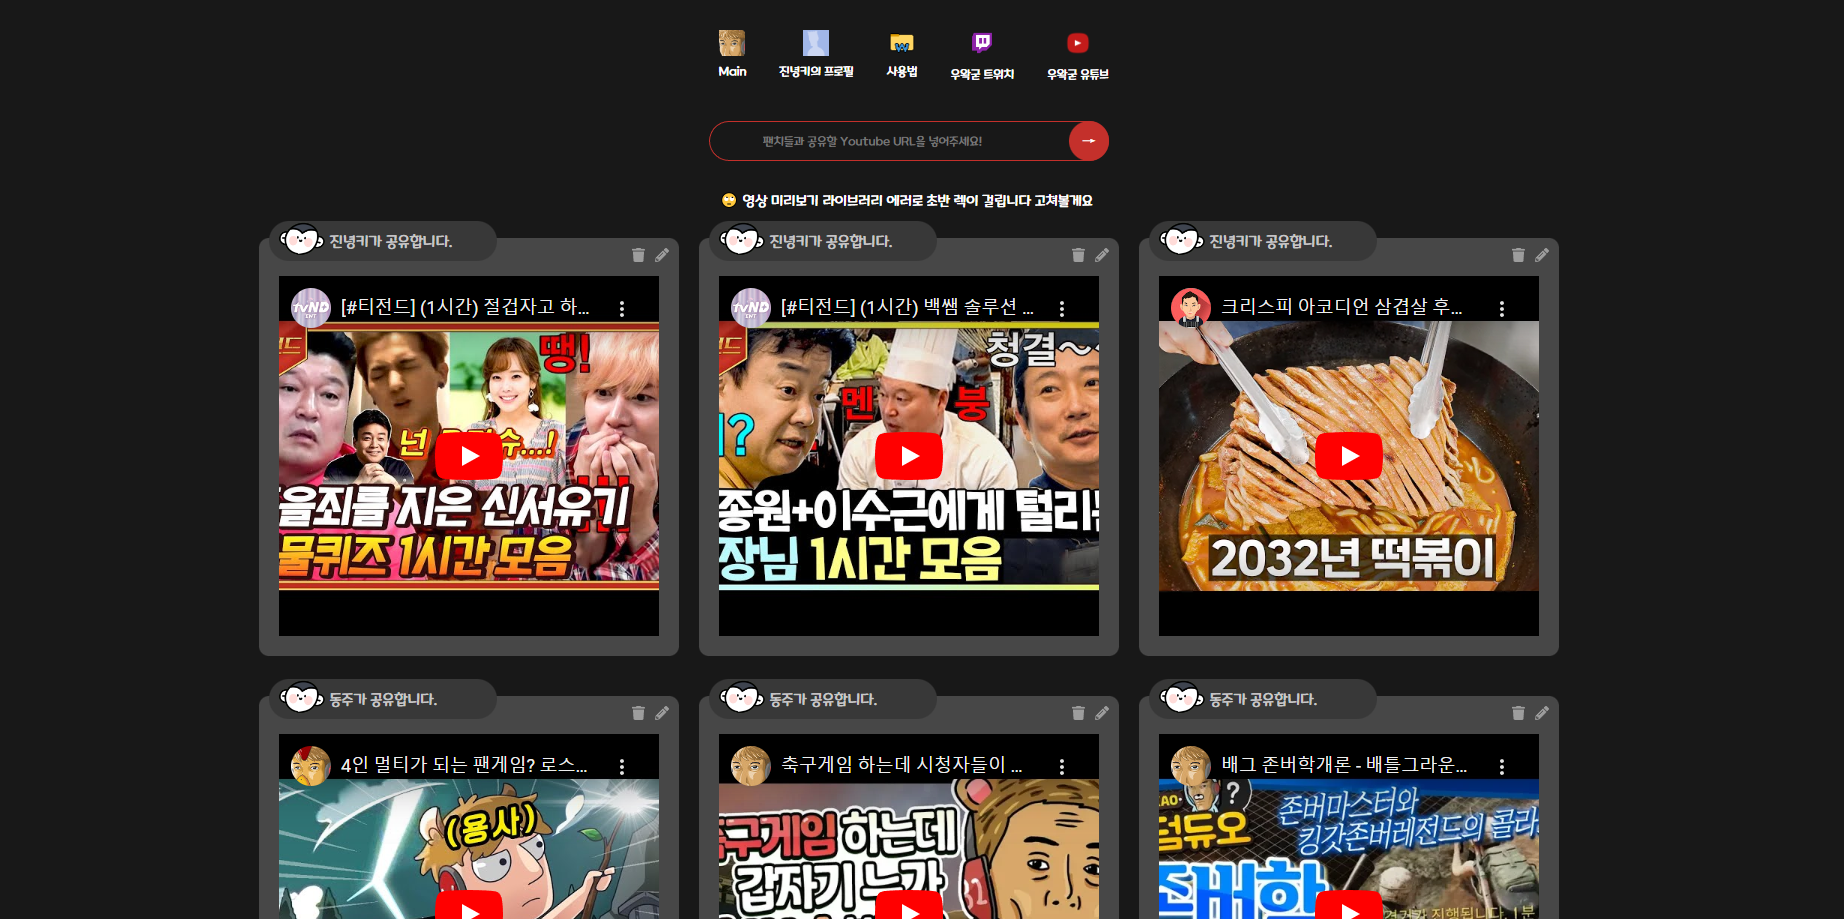 Main
진녕키의 프로필
사용법
우왁굳 트위치
우왁굳 유튜브
팬치들과 공유할 Youtube URL을 넣어주세요!
영상 미리보기 라이브러리 에러로 초반 렉이 걸립니다 고쳐볼게요
진녕키가 공유합니다.
진녕키가 공유합니다.
진녕키가 공유합니다.
tvND
ENT
[#티전드] (1시간) 절겁자고 하...
땡!
넌
수...!
을죄를 지은 신서유기
물퀴즈 1시간 모음
tvND
ENT
[#티전드] (1시간) 백쌤 솔루션 ...
청결~
멘 붕
?
종원+이수근에게 털리는
장님 1시간 모음
크리스피 아코디언 삼겹살 후...
2032년 떡볶이
동주가 공유합니다.
동주가 공유합니다.
동주가 공유합니다.
4인 멀티가 되는 팬게임? 로스...
(용사)
축구게임 하는데 시청자들이 ...
축구게임 하는데
갑자기 누가
배그 존버학개론 - 배틀그라운...
?
덤듀오
존버마스터와
킹갓존버레전드의 콜라
존버학
진행됩니다.